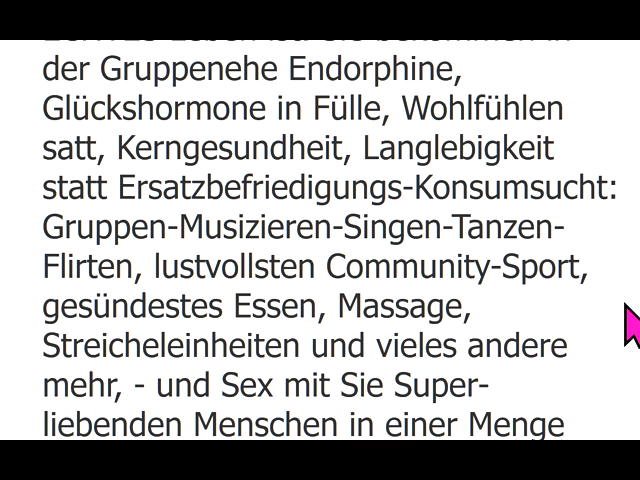 der Gruppenehe Endorphine,
Glückshormone in Fülle, Wohlfühlen
satt, Kerngesundheit, Langlebigkeit
statt Ersatzbefriedigungs-Konsumsucht:
Gruppen-Musizieren-Singen-Tanzen-
Flirten, lustvollsten Community-Sport,
gesündestes Essen, Massage,
Streicheleinheiten und vieles andere
mehr, - und Sex mit Sie Super-
liebenden Menschen in einer Menge